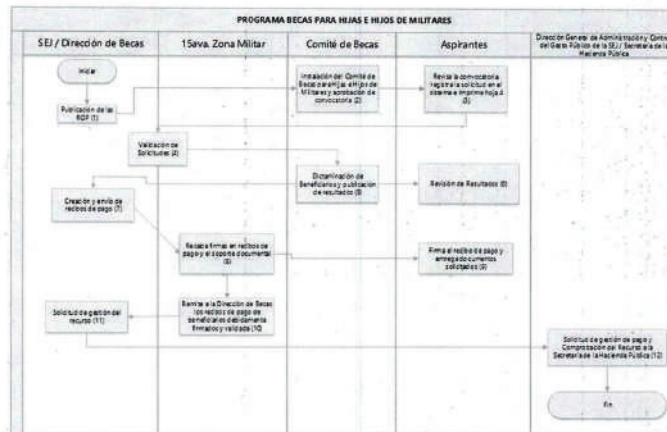 PROGRAMA BECAS PARA HIJAS E HIJOS DE MILITARES
SEJ / Dirección de Becas
15ava. Zona Militar
Comité de Becas
Aspirantes
Dirección General de Administración y Control
del Gasto Público de la SEJ / Secretaría de la
Hacienda Pública
Iniciar
Publicación de las
ROP (1)
Instalación del Comité de
Becas para Hijas e Hijos de
Militares y aprobación de
convocatoria (2)
Revisa la convocatoria
registra la solicitud en el
sistema e imprime hoja
(3)
Validación de
Solicitudes (4)
Dictaminación de
Beneficiarios y publicación
de resultados (5)
Revisión de Resultados (6)
Creación y envío de
recibos de pago (7)
Recaba firmas en recibos de
pago y el soporte documental
(8)
Firma el recibo de pago y
entrega documentos
solicitados (9)
Remite a la Dirección de Becas
los recibos de pago de
beneficiarios debidamente
firmados y validada (10)
Solicitud de gestión del
recurso (11)
Solicitud de gestión de pago y
Comprobación del Recurso a la
Secretaría de la Hacienda Pública (12)
Fin